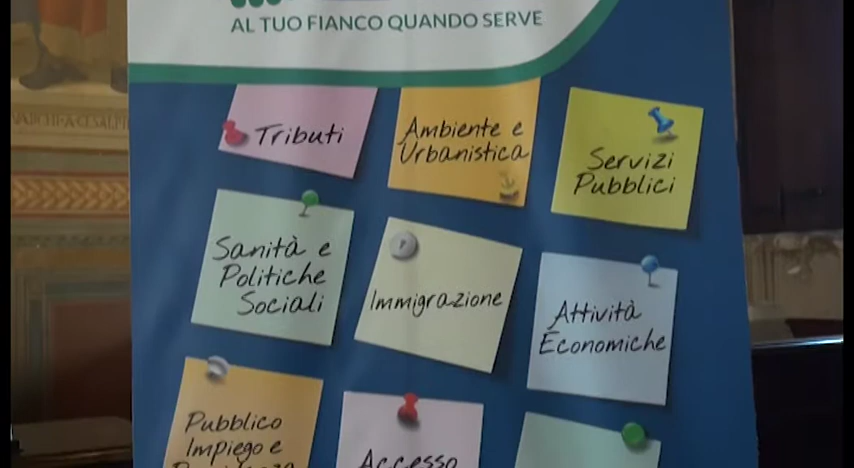 AL TUO FIANCO QUANDO SERVE
Tributi
Ambiente e
Urbanistica
Servizi
Pubblici
Sanità e
Politiche
Sociali
Immigrazione
Attività
Economiche
Pubblico
Impiego e
Accesso